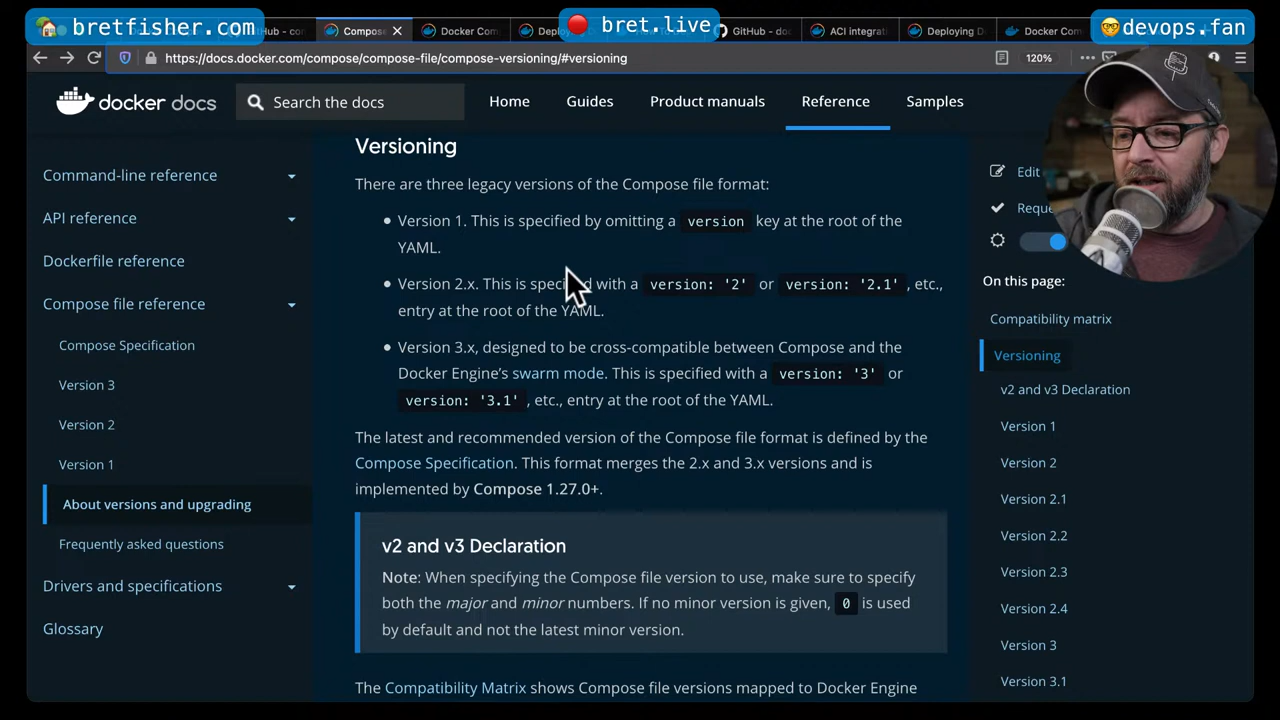 bretfisher.com
bret.live
devops.fan
GitHub - con
Compose
Docker Com
Deploy
GitHub - doc
ACI integrati
Deploying D
Docker Com
https://docs.docker.com/compose/compose-file/compose-versioning/#versioning
120%
docker docs
Search the docs
Home
Guides
Product manuals
Reference
Samples
Command-line reference
API reference
Dockerfile reference
Compose file reference
Compose Specification
Version 3
Version 2
Version 1
About versions and upgrading
Frequently asked questions
Drivers and specifications
Glossary
Versioning
There are three legacy versions of the Compose file format:
Version 1. This is specified by omitting a version key at the root of the
YAML.
Version 2.x. This is specified with a version: '2' or version: '2.1' , etc.,
entry at the root of the YAML.
Version 3.x, designed to be cross-compatible between Compose and the
Docker Engine's swarm mode. This is specified with a version: '3' or
version: '3.1' , etc., entry at the root of the YAML.
The latest and recommended version of the Compose file format is defined by the
Compose Specification. This format merges the 2.x and 3.x versions and is
implemented by Compose 1.27.0+.
v2 and v3 Declaration
Note: When specifying the Compose file version to use, make sure to specify
both the major and minor numbers. If no minor version is given, 0 is used
by default and not the latest minor version.
The Compatibility Matrix shows Compose file versions mapped to Docker Engine
Edit
Reque
On this page:
Compatibility matrix
Versioning
v2 and v3 Declaration
Version 1
Version 2
Version 2.1
Version 2.2
Version 2.3
Version 2.4
Version 3
Version 3.1